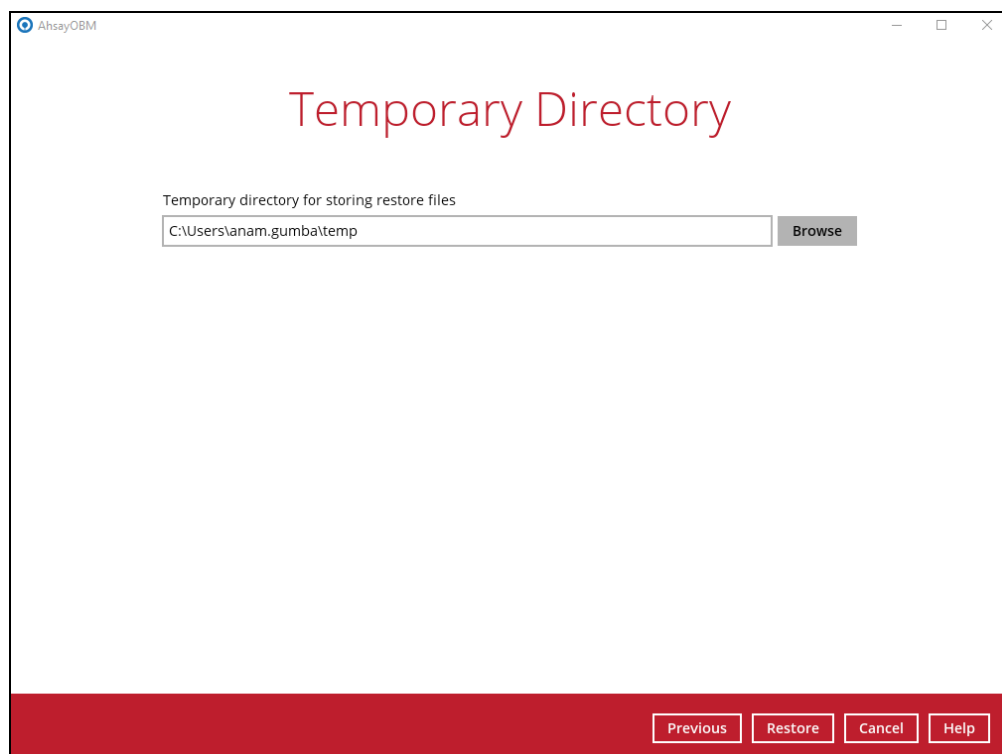 AhsayOBM
Temporary Directory
Temporary directory for storing restore files
C:\Users\anam.gumba\temp
Browse
Previous
Restore
Cancel
Help